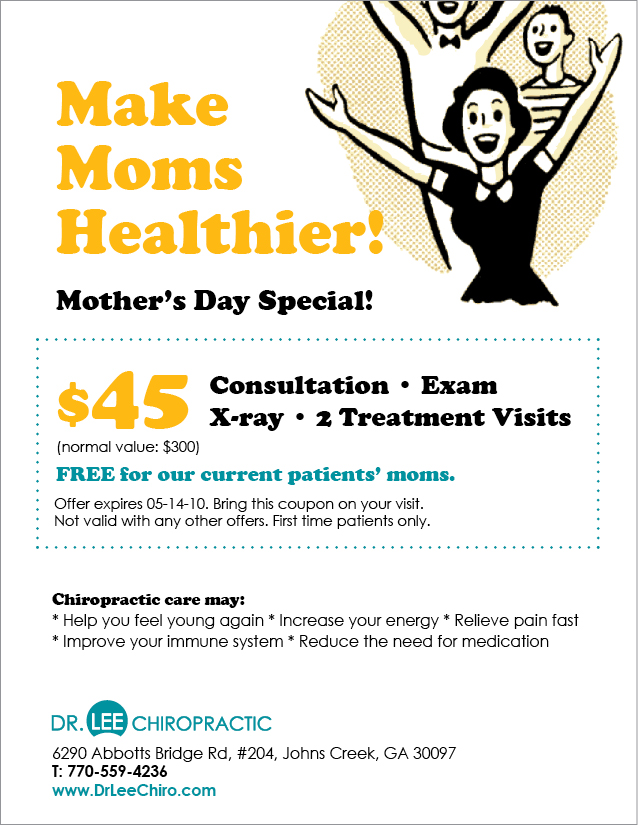 Make
Moms
Healthier!
Mother's Day Special!
$45
Consultation • Exam
X-ray • 2 Treatment Visits
(normal value: $300)
FREE for our current patients' moms.
Offer expires 05-14-10. Bring this coupon on your visit.
Not valid with any other offers. First time patients only.
Chiropractic care may:
* Help you feel young again * Increase your energy * Relieve pain fast
* Improve your immune system * Reduce the need for medication
DR. LEE CHIROPRACTIC
6290 Abbotts Bridge Rd, #204, Johns Creek, GA 30097
T: 770-559-4236
www.DrLeeChiro.com